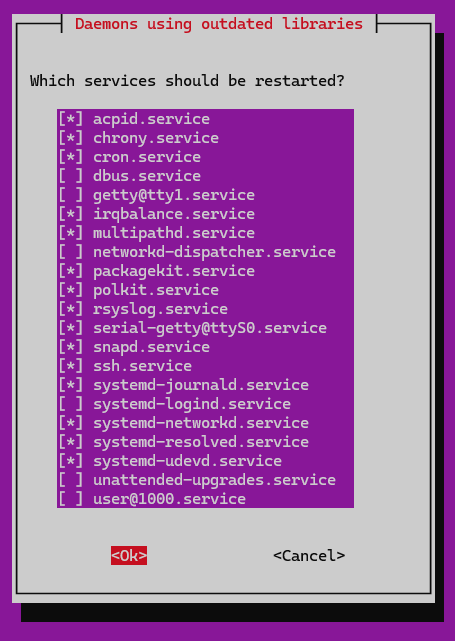 Daemons using outdated libraries
Which services should be restarted?
[*] acpid.service
[*] chrony.service
[*] cron.service
[ ] dbus.service
[ ] getty@tty1.service
[*] irqbalance.service
[*] multipathd.service
[ ] networkd-dispatcher.service
[*] packagekit.service
[*] polkit.service
[*] rsyslog.service
[*] serial-getty@ttyS0.service
[*] snapd.service
[*] ssh.service
[*] systemd-journald.service
[ ] systemd-logind.service
[*] systemd-networkd.service
[*] systemd-resolved.service
[*] systemd-udevd.service
[ ] unattended-upgrades.service
[ ] user@1000.service
<Ok> <Cancel>